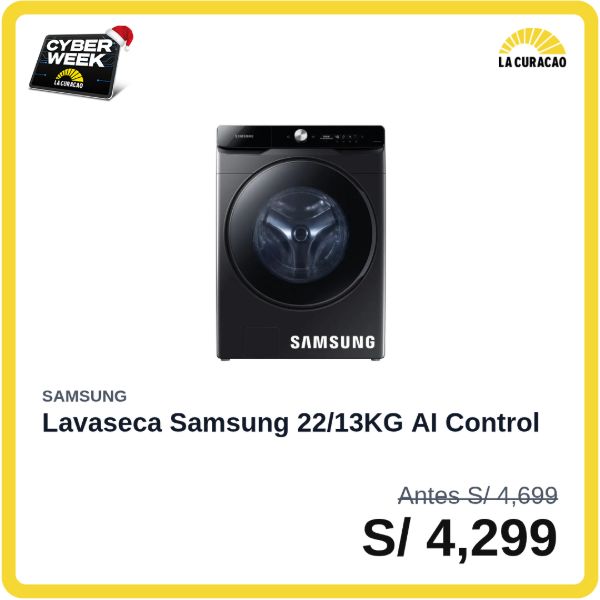 CYBER
WEEK
LA CURACAO
LA CURACAO
SAMSUNG
SAMSUNG
SAMSUNG
Lavaseca Samsung 22/13KG AI Control
Antes S/ 4,699
S/ 4,299